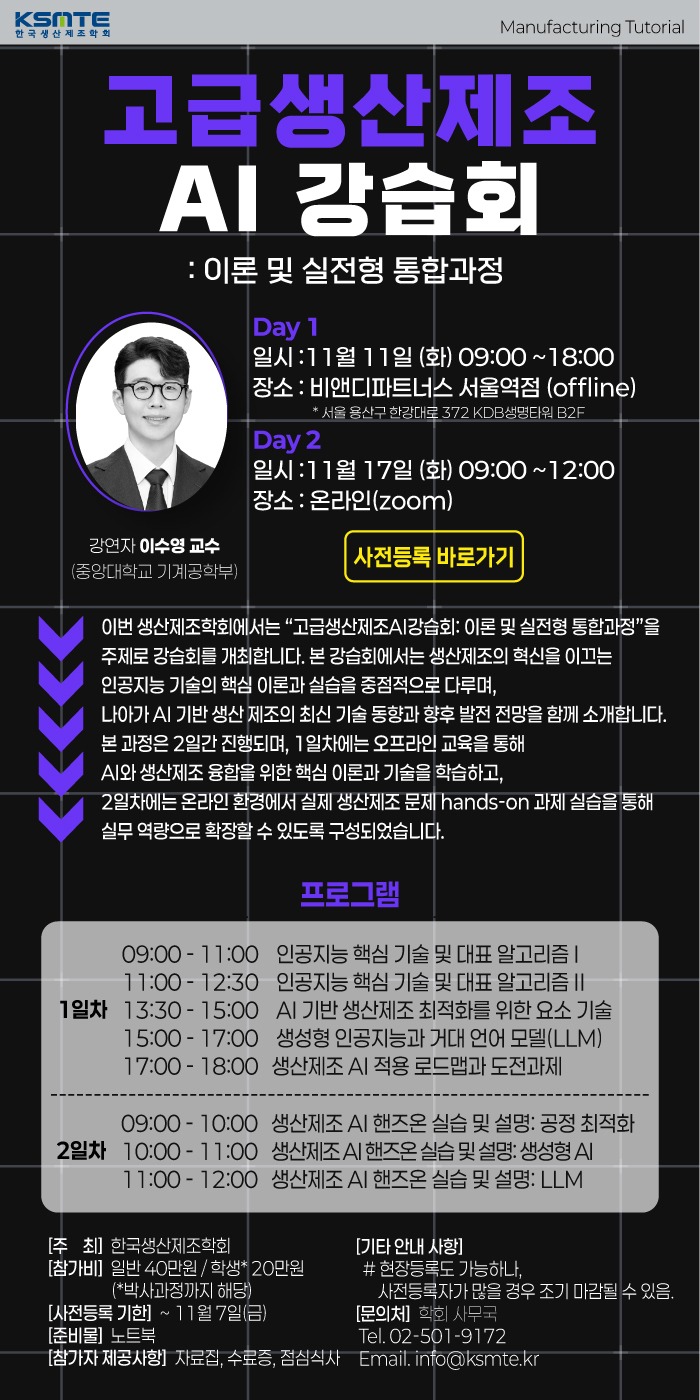 KSMTE
한국생산제조학회
Manufacturing Tutorial
고급생산제조
AI 강습회
: 이론 및 실전형 통합과정
Day 1
일시 : 11월 11일 (화) 09:00 ~18:00
장소 : 비앤디파트너스 서울역점 (offline)
* 서울 용산구 한강대로 372 KDB생명타워 B2F
Day 2
일시 : 11월 17일 (화) 09:00 ~12:00
장소 : 온라인(zoom)
강연자 이수영 교수
(중앙대학교 기계공학부)
사전등록 바로가기
이번 생산제조학회에서는 “고급생산제조AI강습회: 이론 및 실전형 통합과정”을
주제로 강습회를 개최합니다. 본 강습회에서는 생산제조의 혁신을 이끄는
인공지능 기술의 핵심 이론과 실습을 중점적으로 다루며,
나아가 AI 기반 생산 제조의 최신 기술 동향과 향후 발전 전망을 함께 소개합니다.
본 과정은 2일간 진행되며, 1일차에는 오프라인 교육을 통해
AI와 생산제조 융합을 위한 핵심 이론과 기술을 학습하고,
2일차에는 온라인 환경에서 실제 생산제조 문제 hands-on 과제 실습을 통해
실무 역량으로 확장할 수 있도록 구성되었습니다.
프로그램
1일차
09:00 - 11:00 인공지능 핵심 기술 및 대표 알고리즘 I
11:00 - 12:30 인공지능 핵심 기술 및 대표 알고리즘 II
13:30 - 15:00 AI 기반 생산제조 최적화를 위한 요소 기술
15:00 - 17:00 생성형 인공지능과 거대 언어 모델(LLM)
17:00 - 18:00 생산제조 AI 적용 로드맵과 도전과제
2일차
09:00 - 10:00 생산제조 AI 핸즈온 실습 및 설명: 공정 최적화
10:00 - 11:00 생산제조 AI 핸즈온 실습 및 설명: 생성형 AI
11:00 - 12:00 생산제조 AI 핸즈온 실습 및 설명: LLM
[주 최] 한국생산제조학회
[참가비] 일반 40만원 / 학생* 20만원
(*박사과정까지 해당)
[사전등록 기한] ~ 11월 7일(금)
[준비물] 노트북
[참가자 제공사항] 자료집, 수료증, 점심식사
[기타 안내 사항]
# 현장등록도 가능하나,
사전등록자가 많을 경우 조기 마감될 수 있음.
[문의처] 학회 사무국
Tel. 02-501-9172
Email. info@ksmte.kr